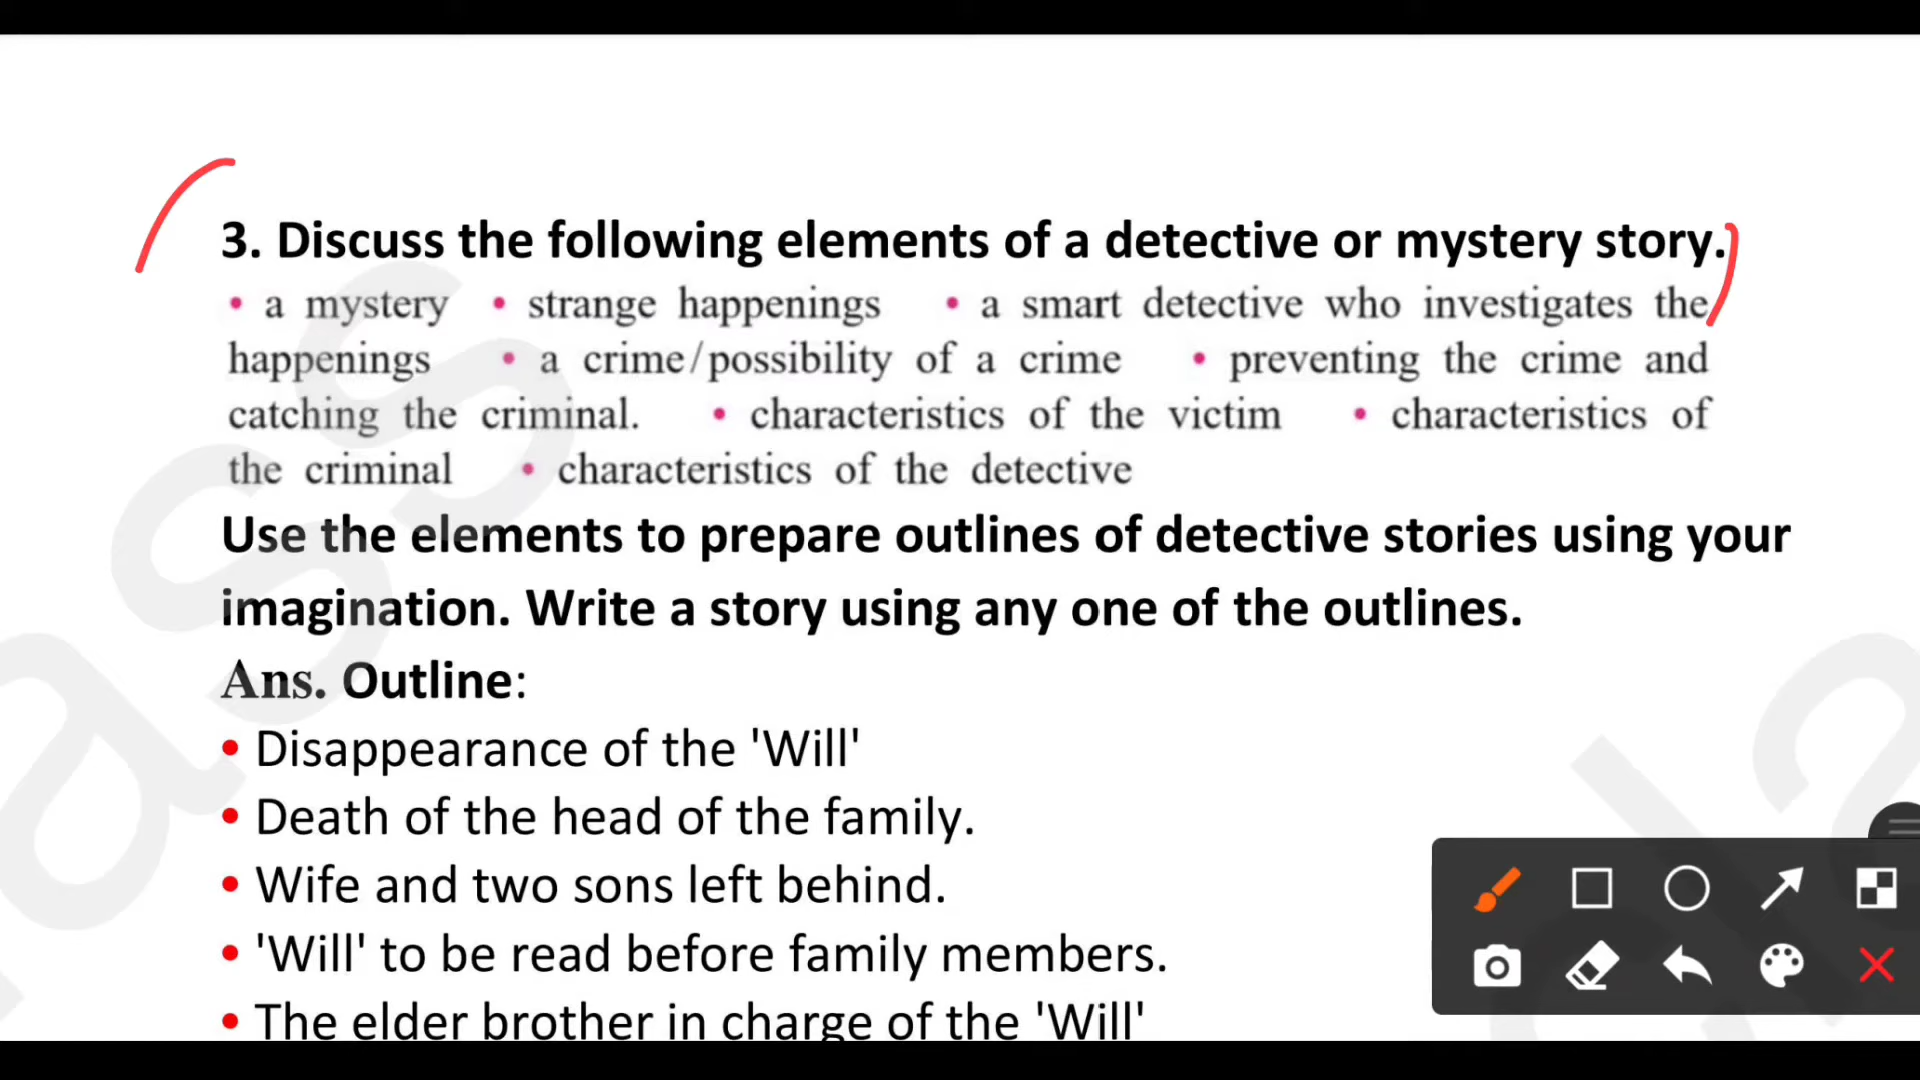 3. Discuss the following elements of a detective or mystery story.
• a mystery • strange happenings • a smart detective who investigates the
happenings • a crime/possibility of a crime • preventing the crime and
catching the criminal. • characteristics of the victim • characteristics of
the criminal • characteristics of the detective
Use the elements to prepare outlines of detective stories using your
imagination. Write a story using any one of the outlines.
Ans. Outline:
• Disappearance of the 'Will'
• Death of the head of the family.
• Wife and two sons left behind.
• 'Will' to be read before family members.
• The elder brother in charge of the 'Will'